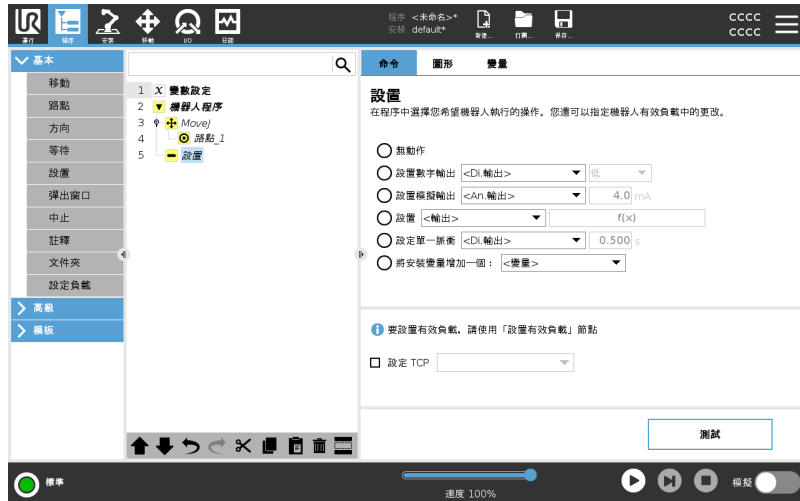 程序 <未命名>*
安裝 default*
運行 程序 安裝 移動 I/O 日誌
新建... 打開... 保存...
cccc
cccc
基本
移動
路點
方向
等待
設置
彈出窗口
中止
註釋
文件夾
設定負載
高級
模板
1 X 變數設定
2 機器人程序
3 MoveJ
4 路點_1
5 設置
命令 圖形 變量
設置
在程序中選擇您希望機器人執行的操作。您還可以指定機器人有效負載中的更改。
無動作
設置數字輸出 <Di.輸出> 低
設置模擬輸出 <An.輸出> 4.0 mA
設置 <輸出> f(x)
設定單一脈衝 <Di.輸出> 0.500 s
將安裝變量增加一個： <變量>
要設置有效負載，請使用「設置有效負載」節點
設定 TCP
測試
標準
速度 100%
模擬